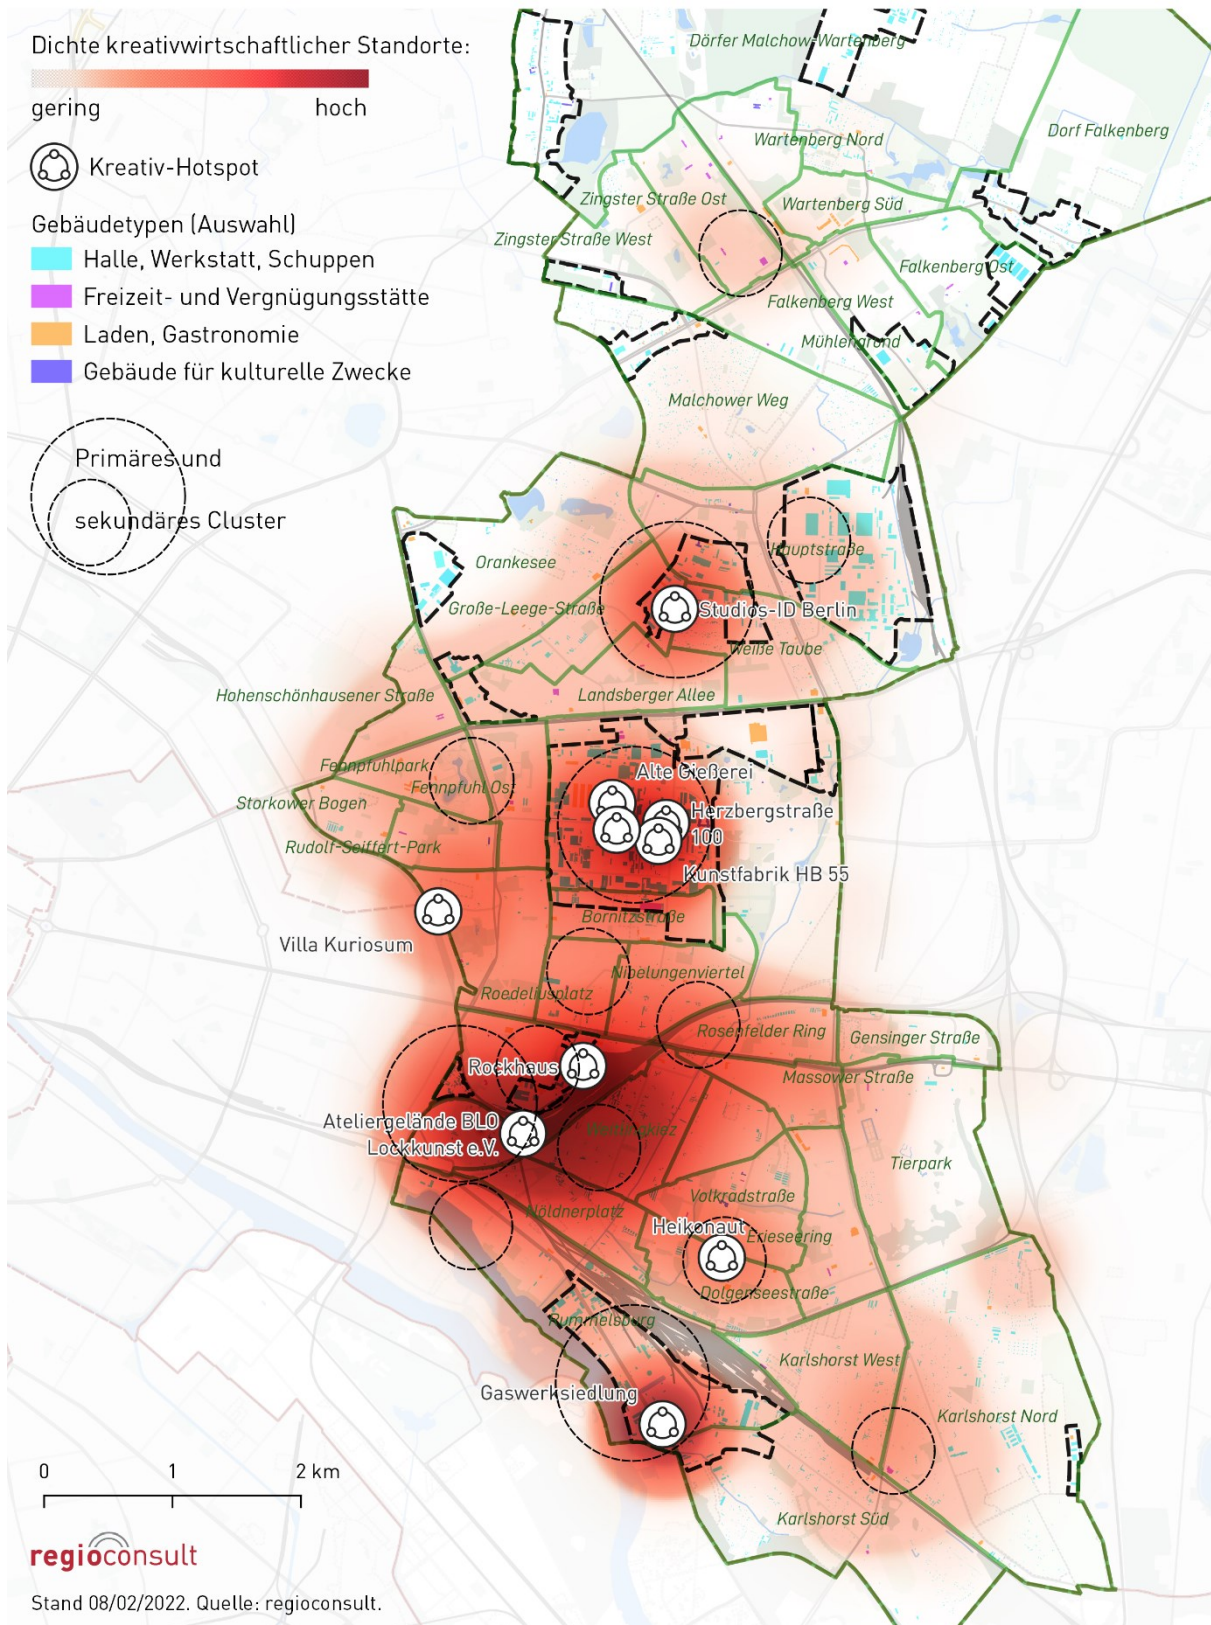 Dichte kreativwirtschaftlicher Standorte:
gering
hoch
Kreativ-Hotspot
Gebäudetypen (Auswahl)
Halle, Werkstatt, Schuppen
Freizeit- und Vergnügungsstätte
Laden, Gastronomie
Gebäude für kulturelle Zwecke
Primäres und
sekundäres Cluster
Dörfer Malchow-Wartenberg
Dorf Falkenberg
Wartenberg Nord
Zingster Straße Ost
Wartenberg Süd
Zingster Straße West
Falkenberg Ost
Falkenberg West
Mühlengrund
Malchower Weg
Hauptstraße
Orankesee
Große-Leege-Straße
Studios-ID Berlin
Weiße Taube
Hohenschönhausener Straße
Landsberger Allee
Fennpfuhlpark
Fennpfuhl Ost
Alte Gießerei
Storkower Bogen
Herzbergstraße
100
Rudolf-Seiffert-Park
Kunstfabrik HB 55
Bornitzstraße
Villa Kuriosum
Nibelungenviertel
Roedeliusplatz
Rosenfelder Ring
Gensinger Straße
Rockhaus
Massower Straße
Ateliergelände BLO
Lockkunst e.V.
Weitlingkiez
Tierpark
Volkradstraße
Nöldnerplatz
Heikonaut
Erieseering
Dolgenseestraße
Rummelsburg
Karlshorst West
Gaswerksiedlung
Karlshorst Nord
Karlshorst Süd
0 1 2 km
regioconsult
Stand 08/02/2022. Quelle: regioconsult.